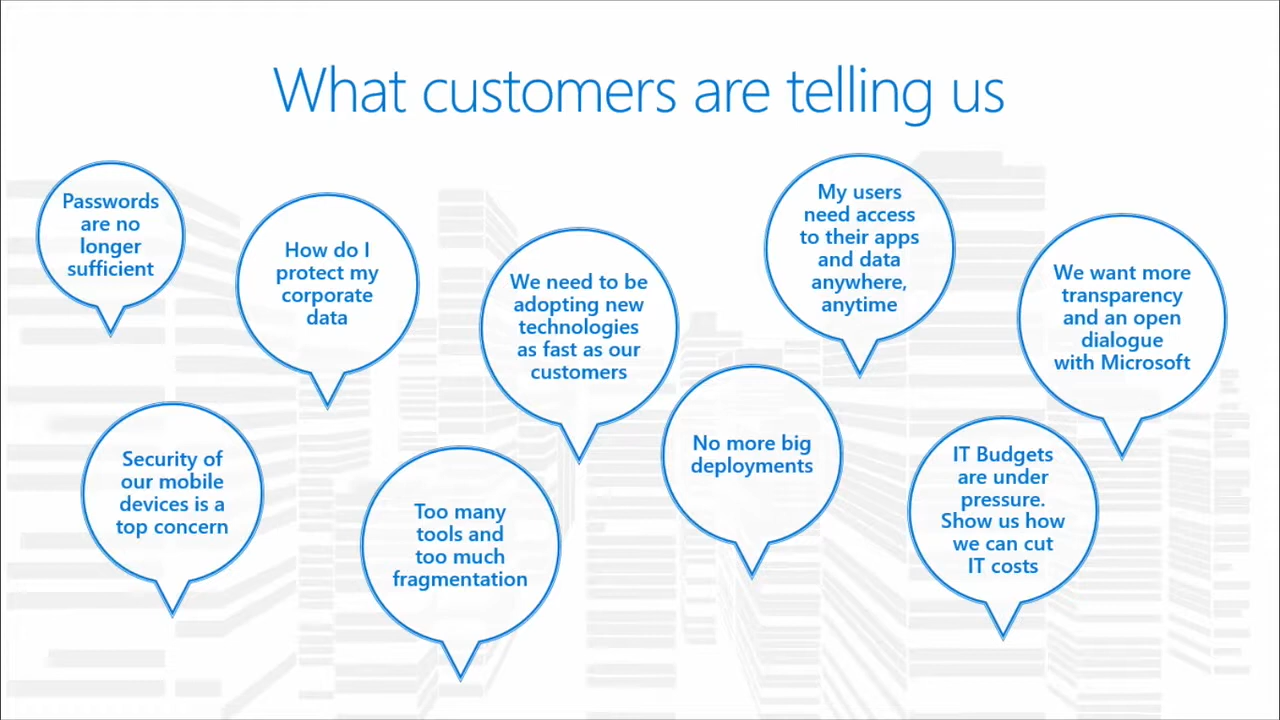 What customers are telling us
Passwords
are no
longer
sufficient
How do I
protect my
corporate
data
We need to be
adopting new
technologies
as fast as our
customers
My users
need access
to their apps
and data
anywhere,
anytime
We want more
transparency
and an open
dialogue
with Microsoft
Security of
our mobile
devices is a
top concern
Too many
tools and
too much
fragmentation
No more big
deployments
IT Budgets
are under
pressure.
Show us how
we can cut
IT costs